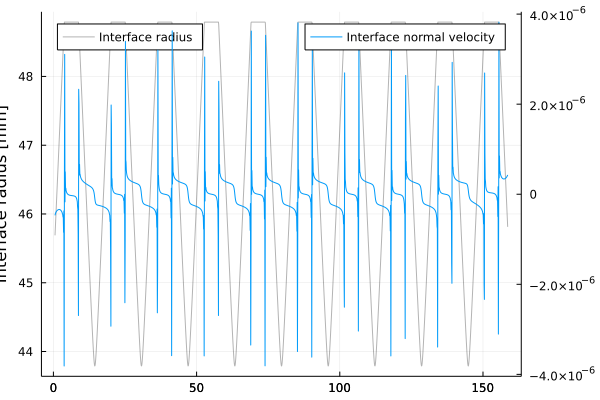 Interface radius
Interface normal velocity
4.0×10⁻⁶
2.0×10⁻⁶
0
−2.0×10⁻⁶
−4.0×10⁻⁶
48
47
46
45
44
Interface radius [mm]
0 50 100 150